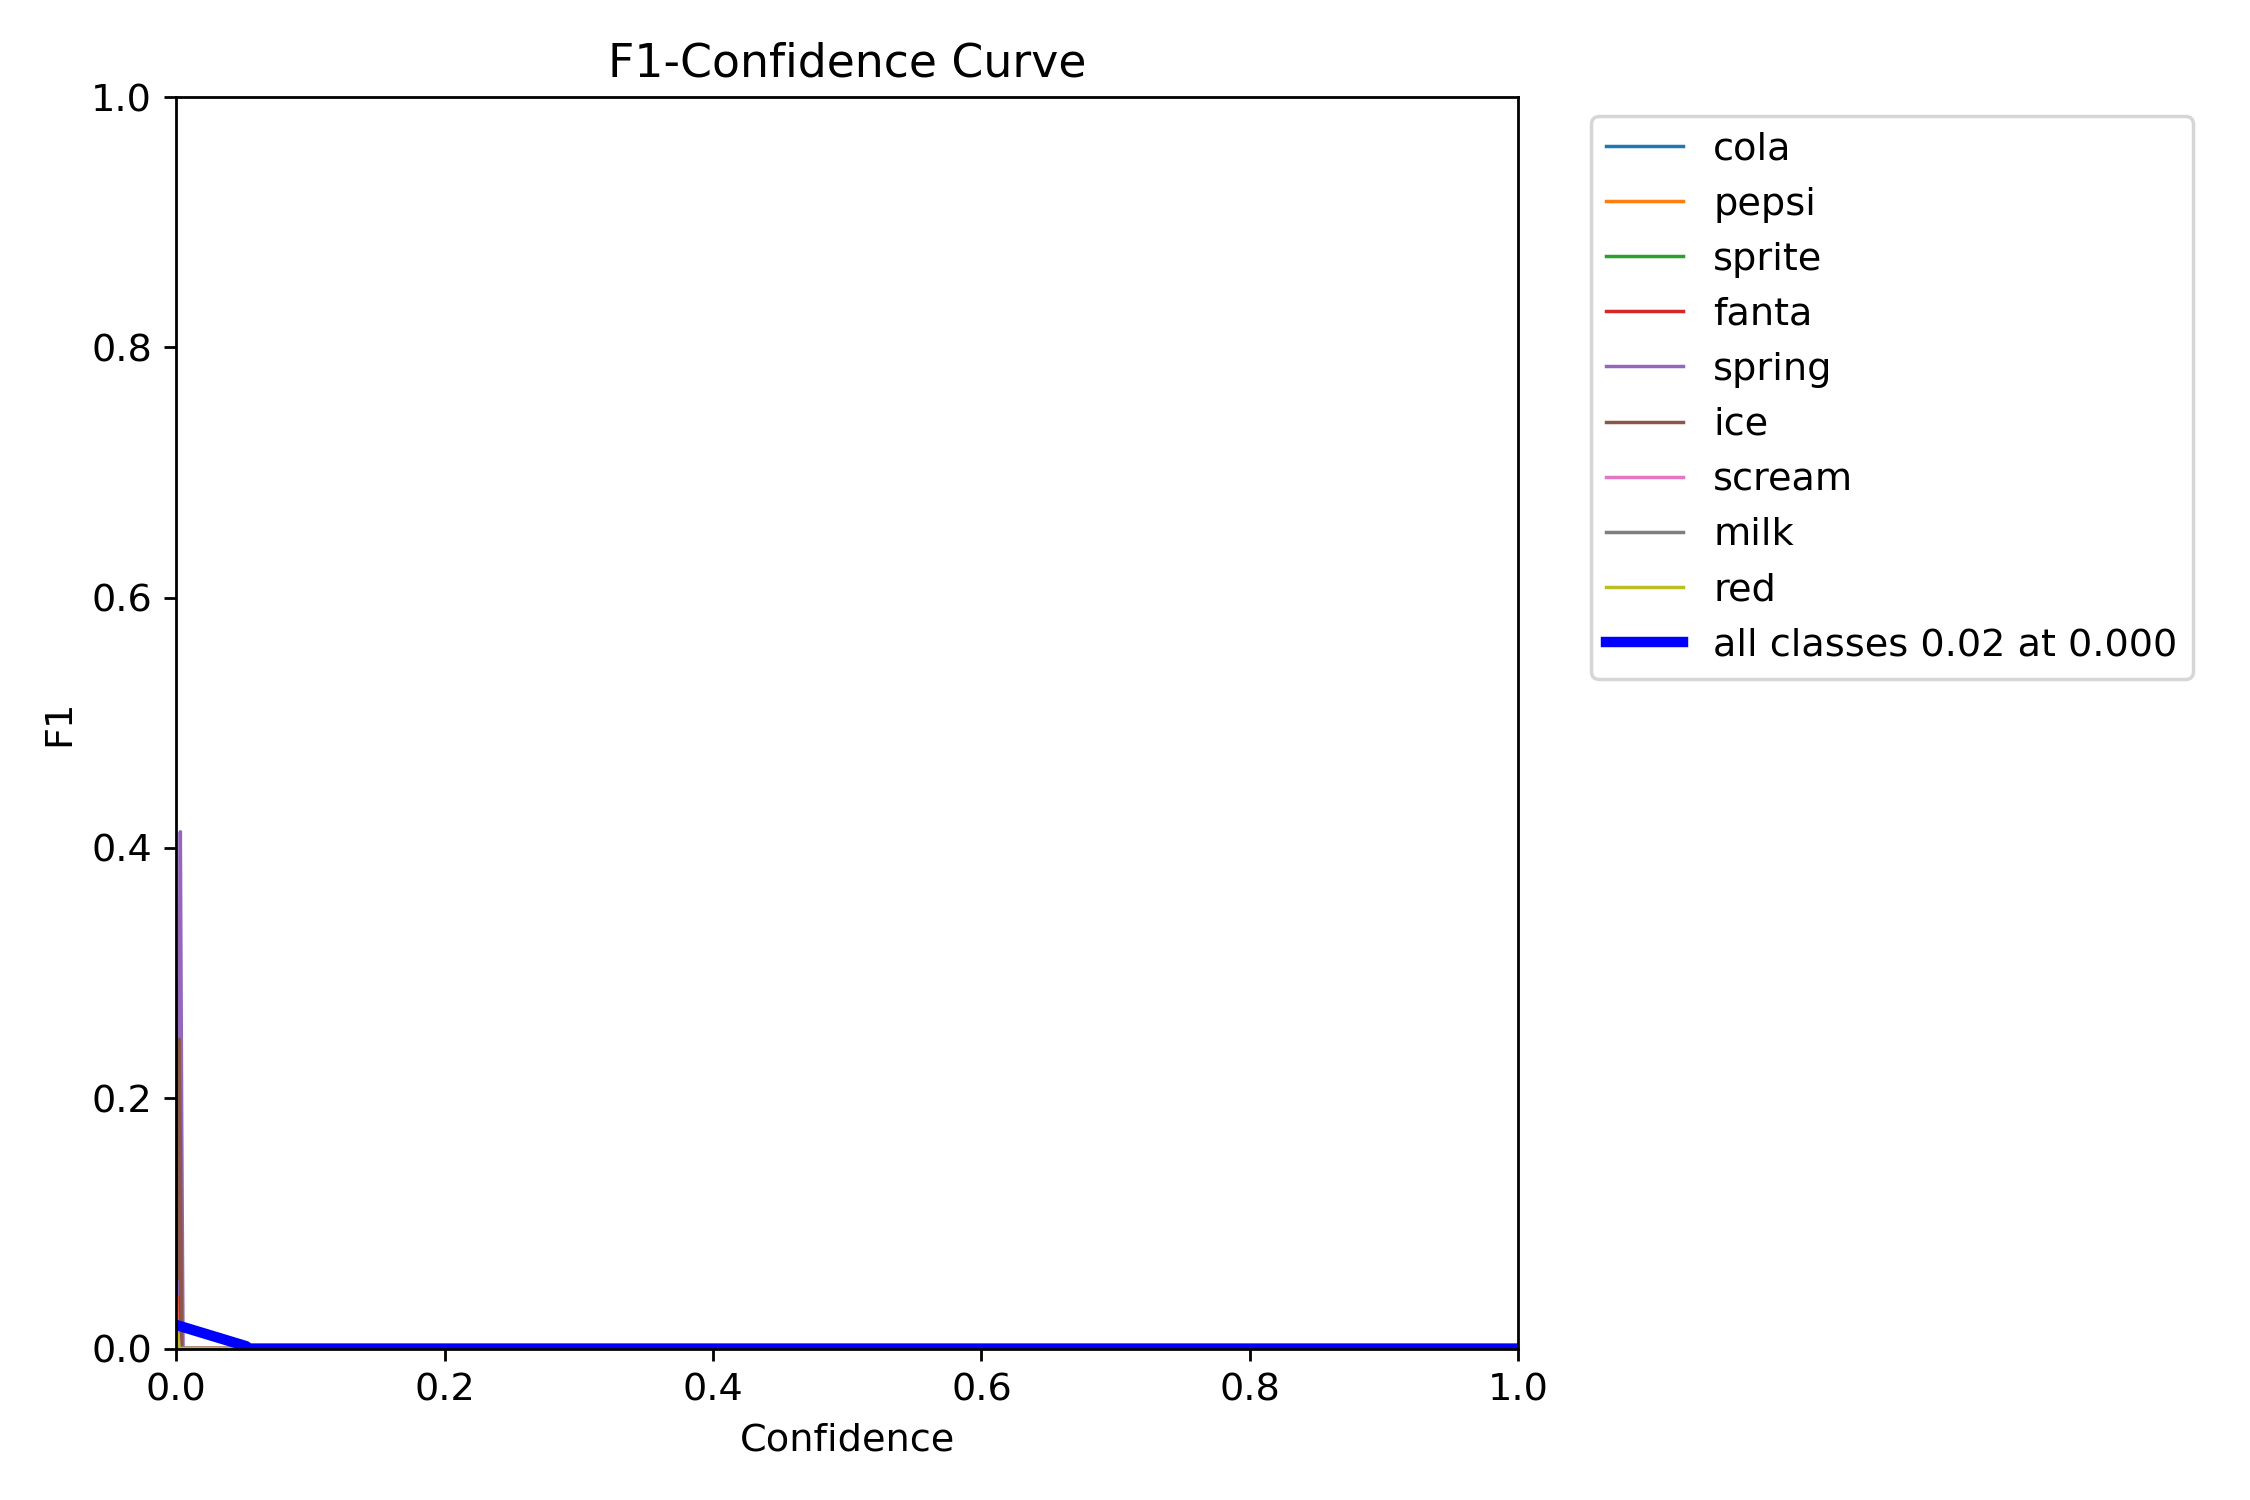 F1-Confidence Curve
1.0
0.8
0.6
0.4
0.2
0.0
F1
0.0 0.2 0.4 0.6 0.8 1.0
Confidence
cola
pepsi
sprite
fanta
spring
ice
scream
milk
red
all classes 0.02 at 0.000